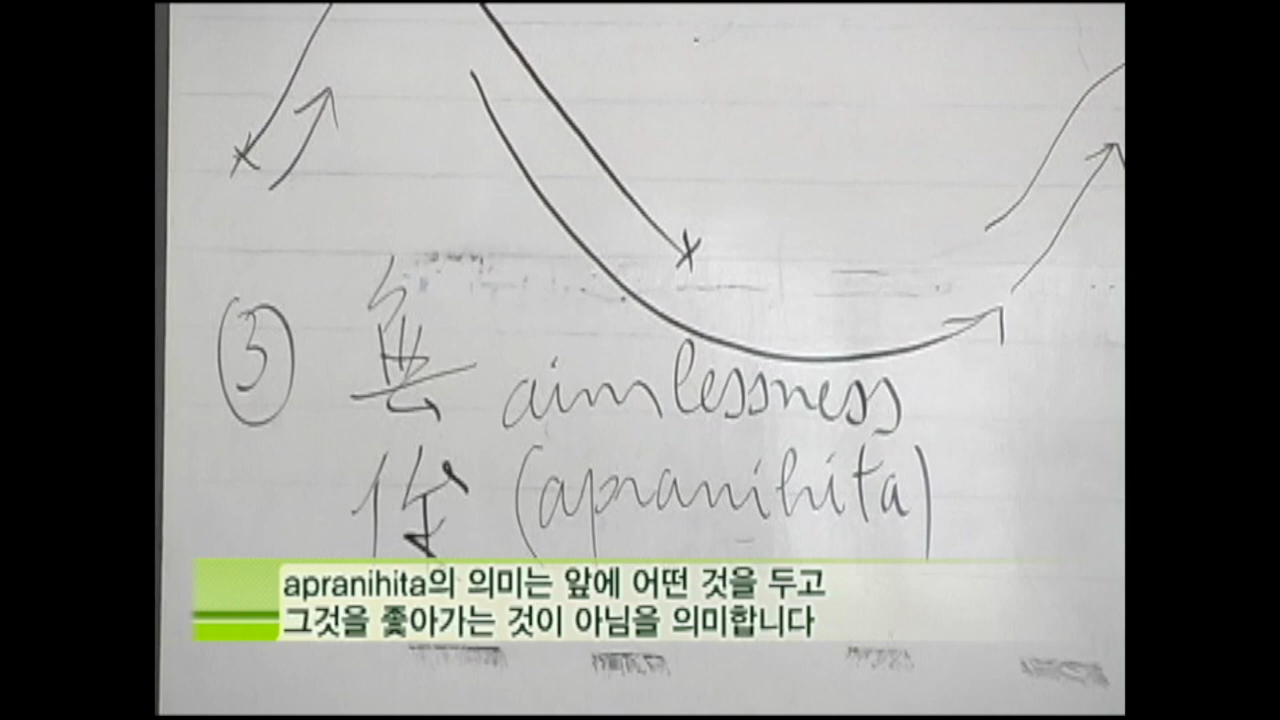 ③ 無 aimlessness
作 (apranihita)
apranihita의 의미는 앞에 어떤 것을 두고
그것을 좇아가는 것이 아님을 의미합니다